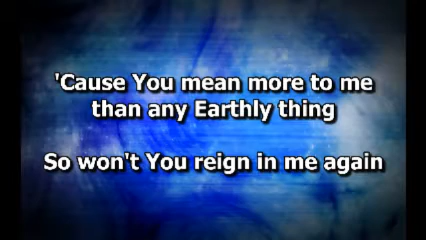 'Cause You mean more to me
than any Earthly thing
So won't You reign in me again